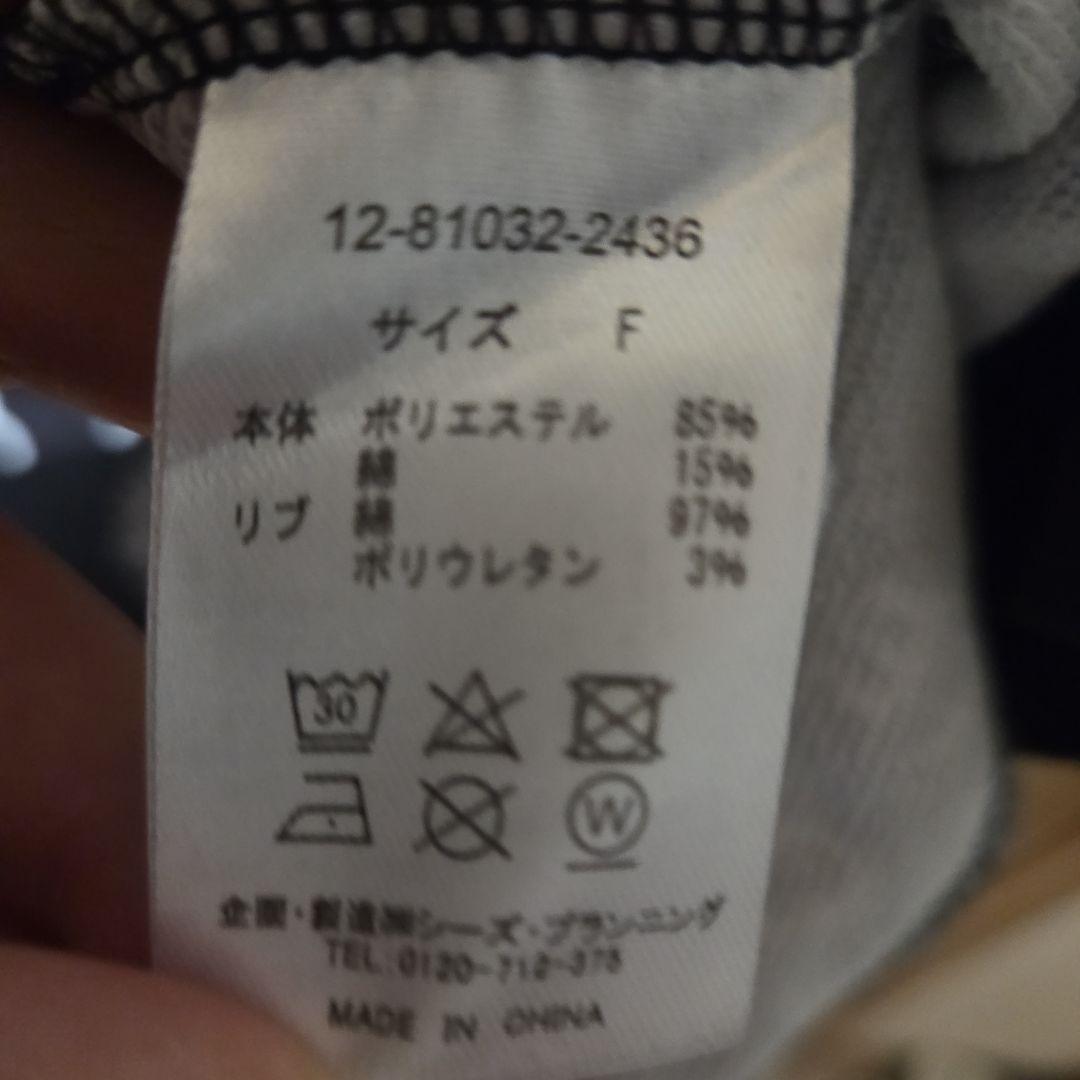 12-81032-2436
サイズ F
本体 ポリエステル 85%
綿 15%
リブ 綿 97%
ポリウレタン 3%
30
W
企画・製造㈱シーズ・プランニング
TEL:0120-712-375
MADE IN CHINA